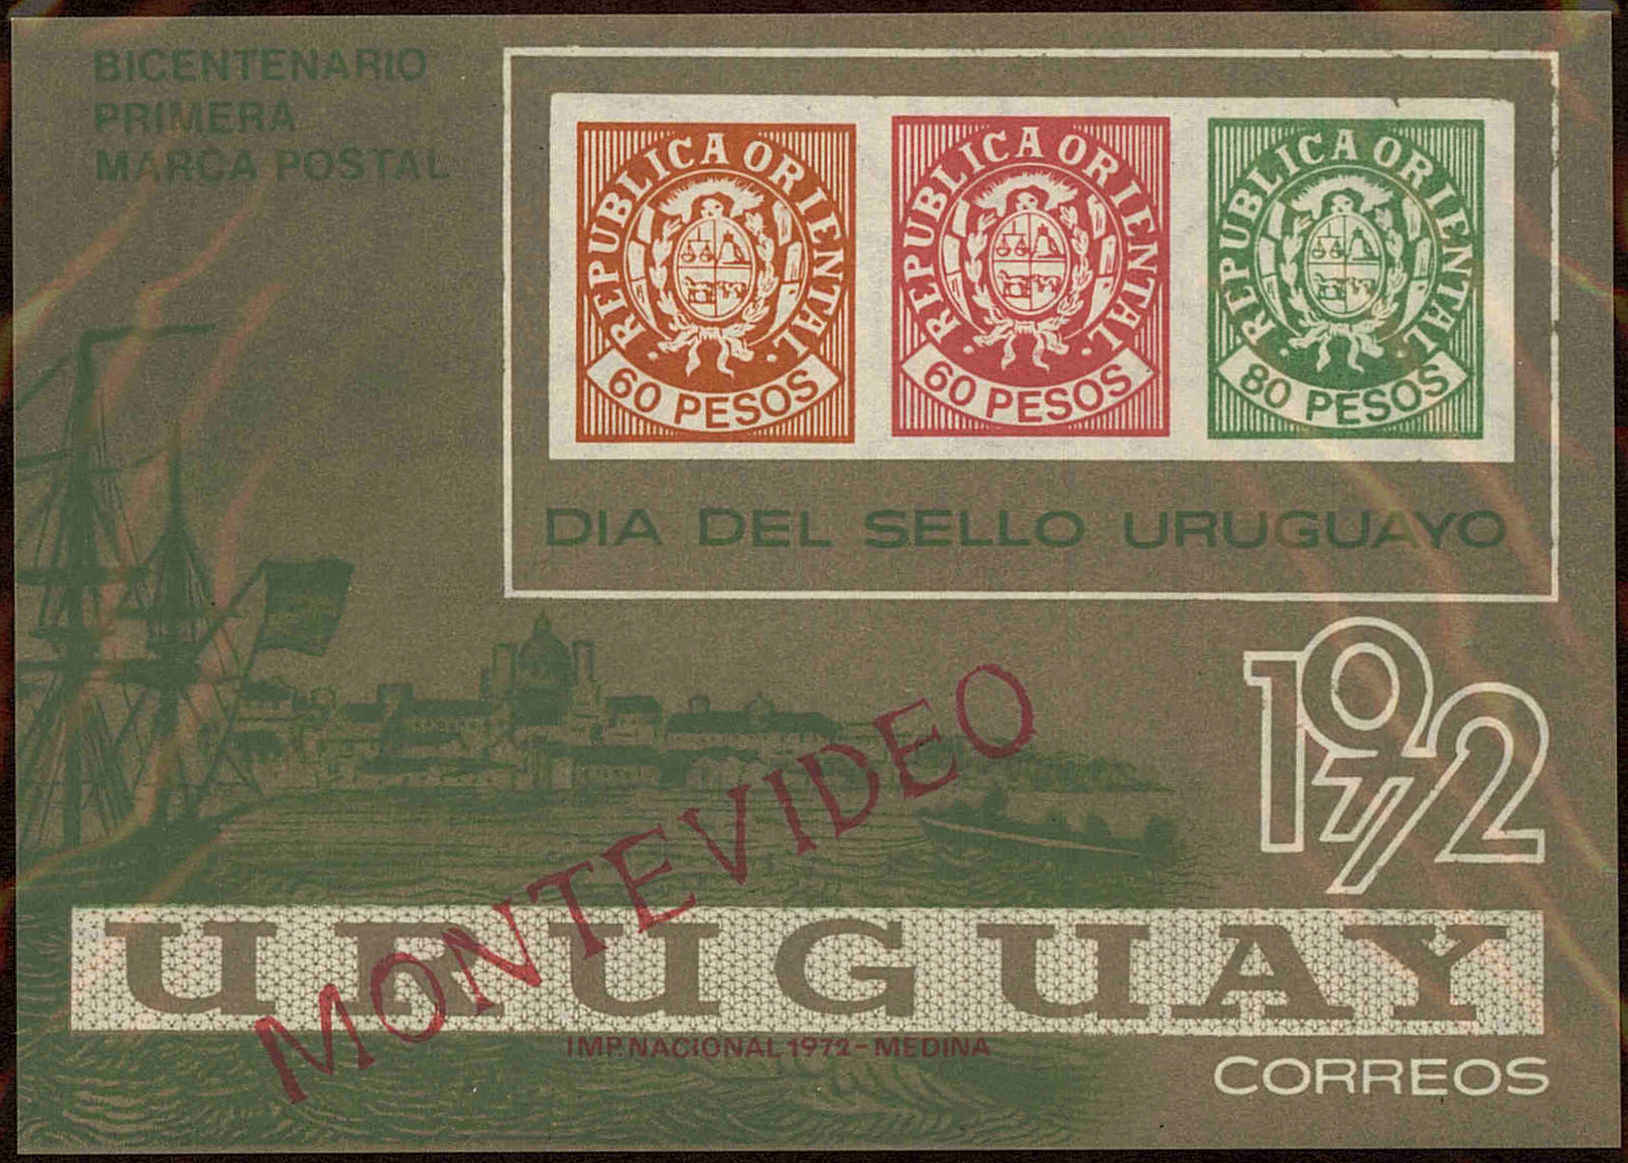 BICENTENARIO
PRIMERA
MARCA POSTAL
REPUBLICA ORIENTAL
60 PESOS
REPUBLICA ORIENTAL
60 PESOS
REPUBLICA ORIENTAL
80 PESOS
DIA DEL SELLO URUGUAYO
1972
MONTEVIDEO
URUGUAY
IMP. NACIONAL 1972 - MEDINA
CORREOS